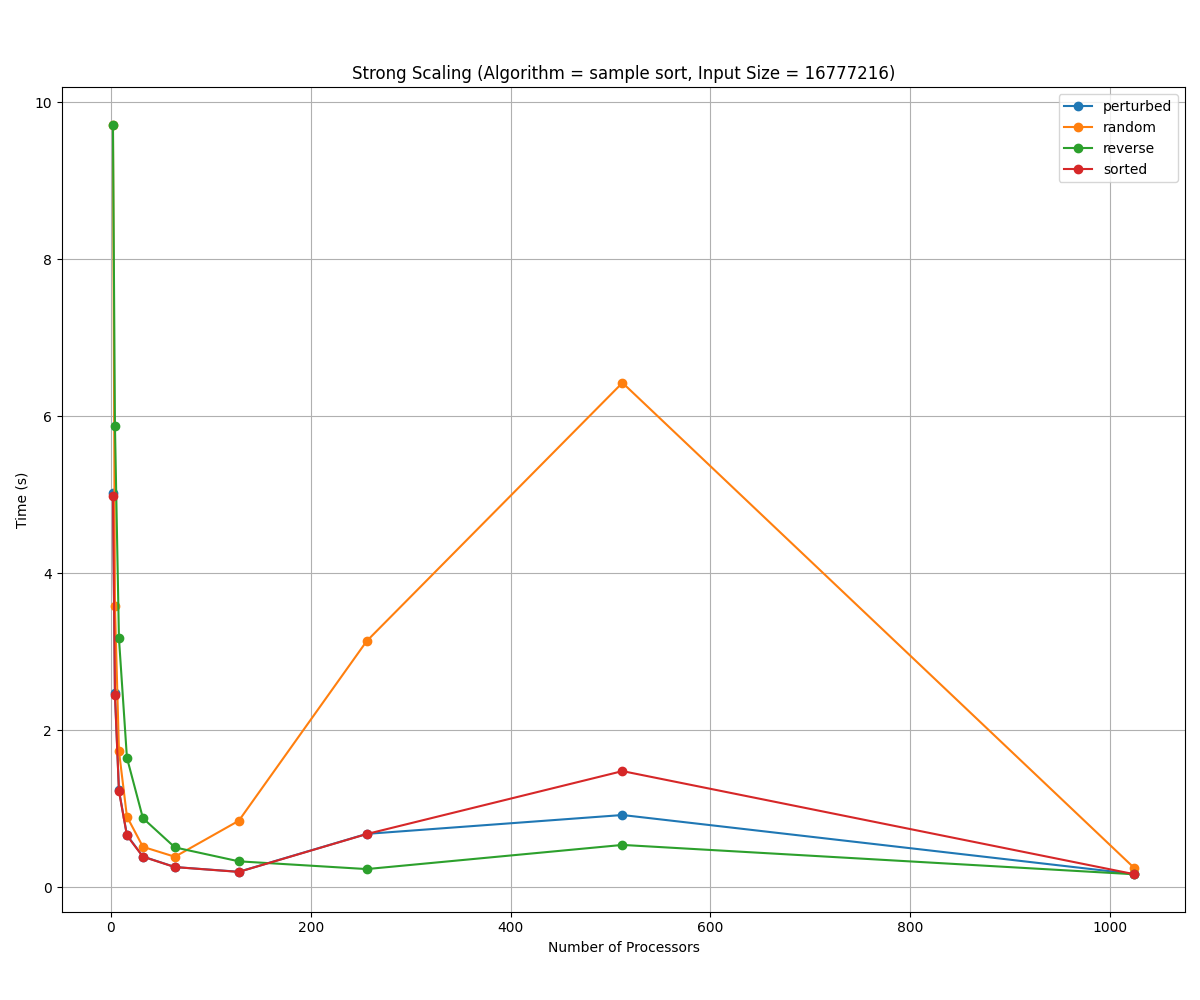 Strong Scaling (Algorithm = sample sort, Input Size = 16777216)
perturbed
random
reverse
sorted
10
8
6
4
2
0
Time (s)
0 200 400 600 800 1000
Number of Processors